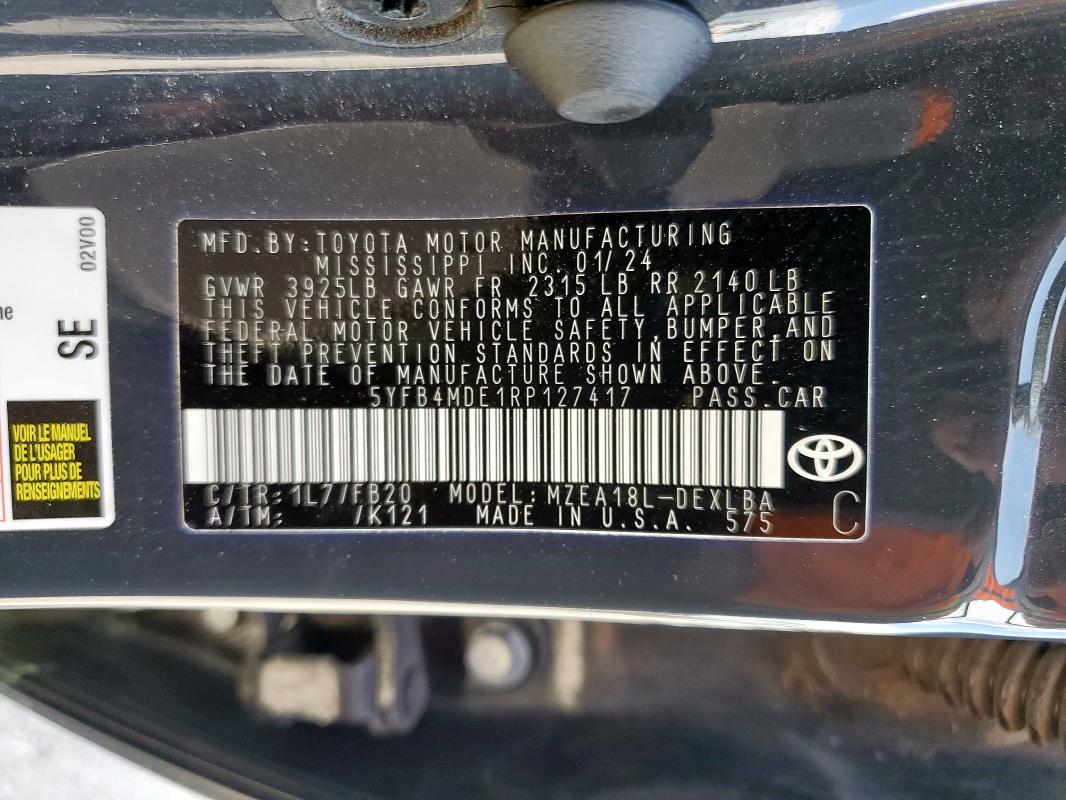 MFD.BY:TOYOTA MOTOR MANUFACTURING
MISSISSIPPI INC. 01/24
GVWR 3925LB GAWR FR 2315 LB RR 2140 LB
THIS VEHICLE CONFORMS TO ALL APPLICABLE
FEDERAL MOTOR VEHICLE SAFETY,BUMPER,AND
THEFT PREVENTION STANDARDS IN EFFECT ON
THE DATE OF MANUFACTURE SHOWN ABOVE.
5YFB4MDE1RP127417 PASS.CAR
C/TR: 1L7/FB20 MODEL: MZEA18L-DEXLBA
A/TM: /K121 MADE IN U.S.A. 575
C
02V00
SE
VOIR LE MANUEL
DE L'USAGER
POUR PLUS DE
RENSEIGNEMENTS